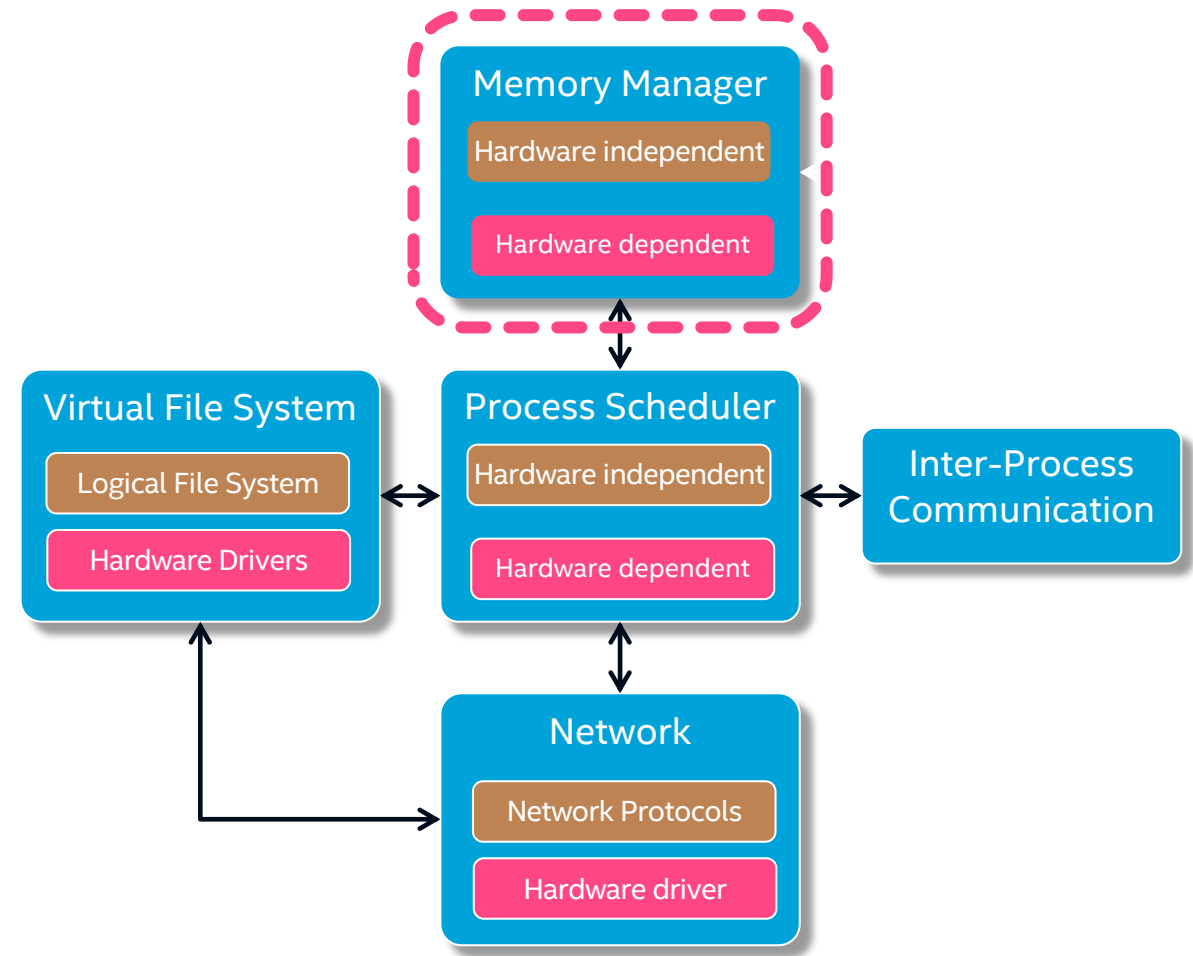 Memory Manager
Hardware independent
Hardware dependent
Virtual File System
Logical File System
Hardware Drivers
Process Scheduler
Hardware independent
Hardware dependent
Inter-Process
Communication
Network
Network Protocols
Hardware driver